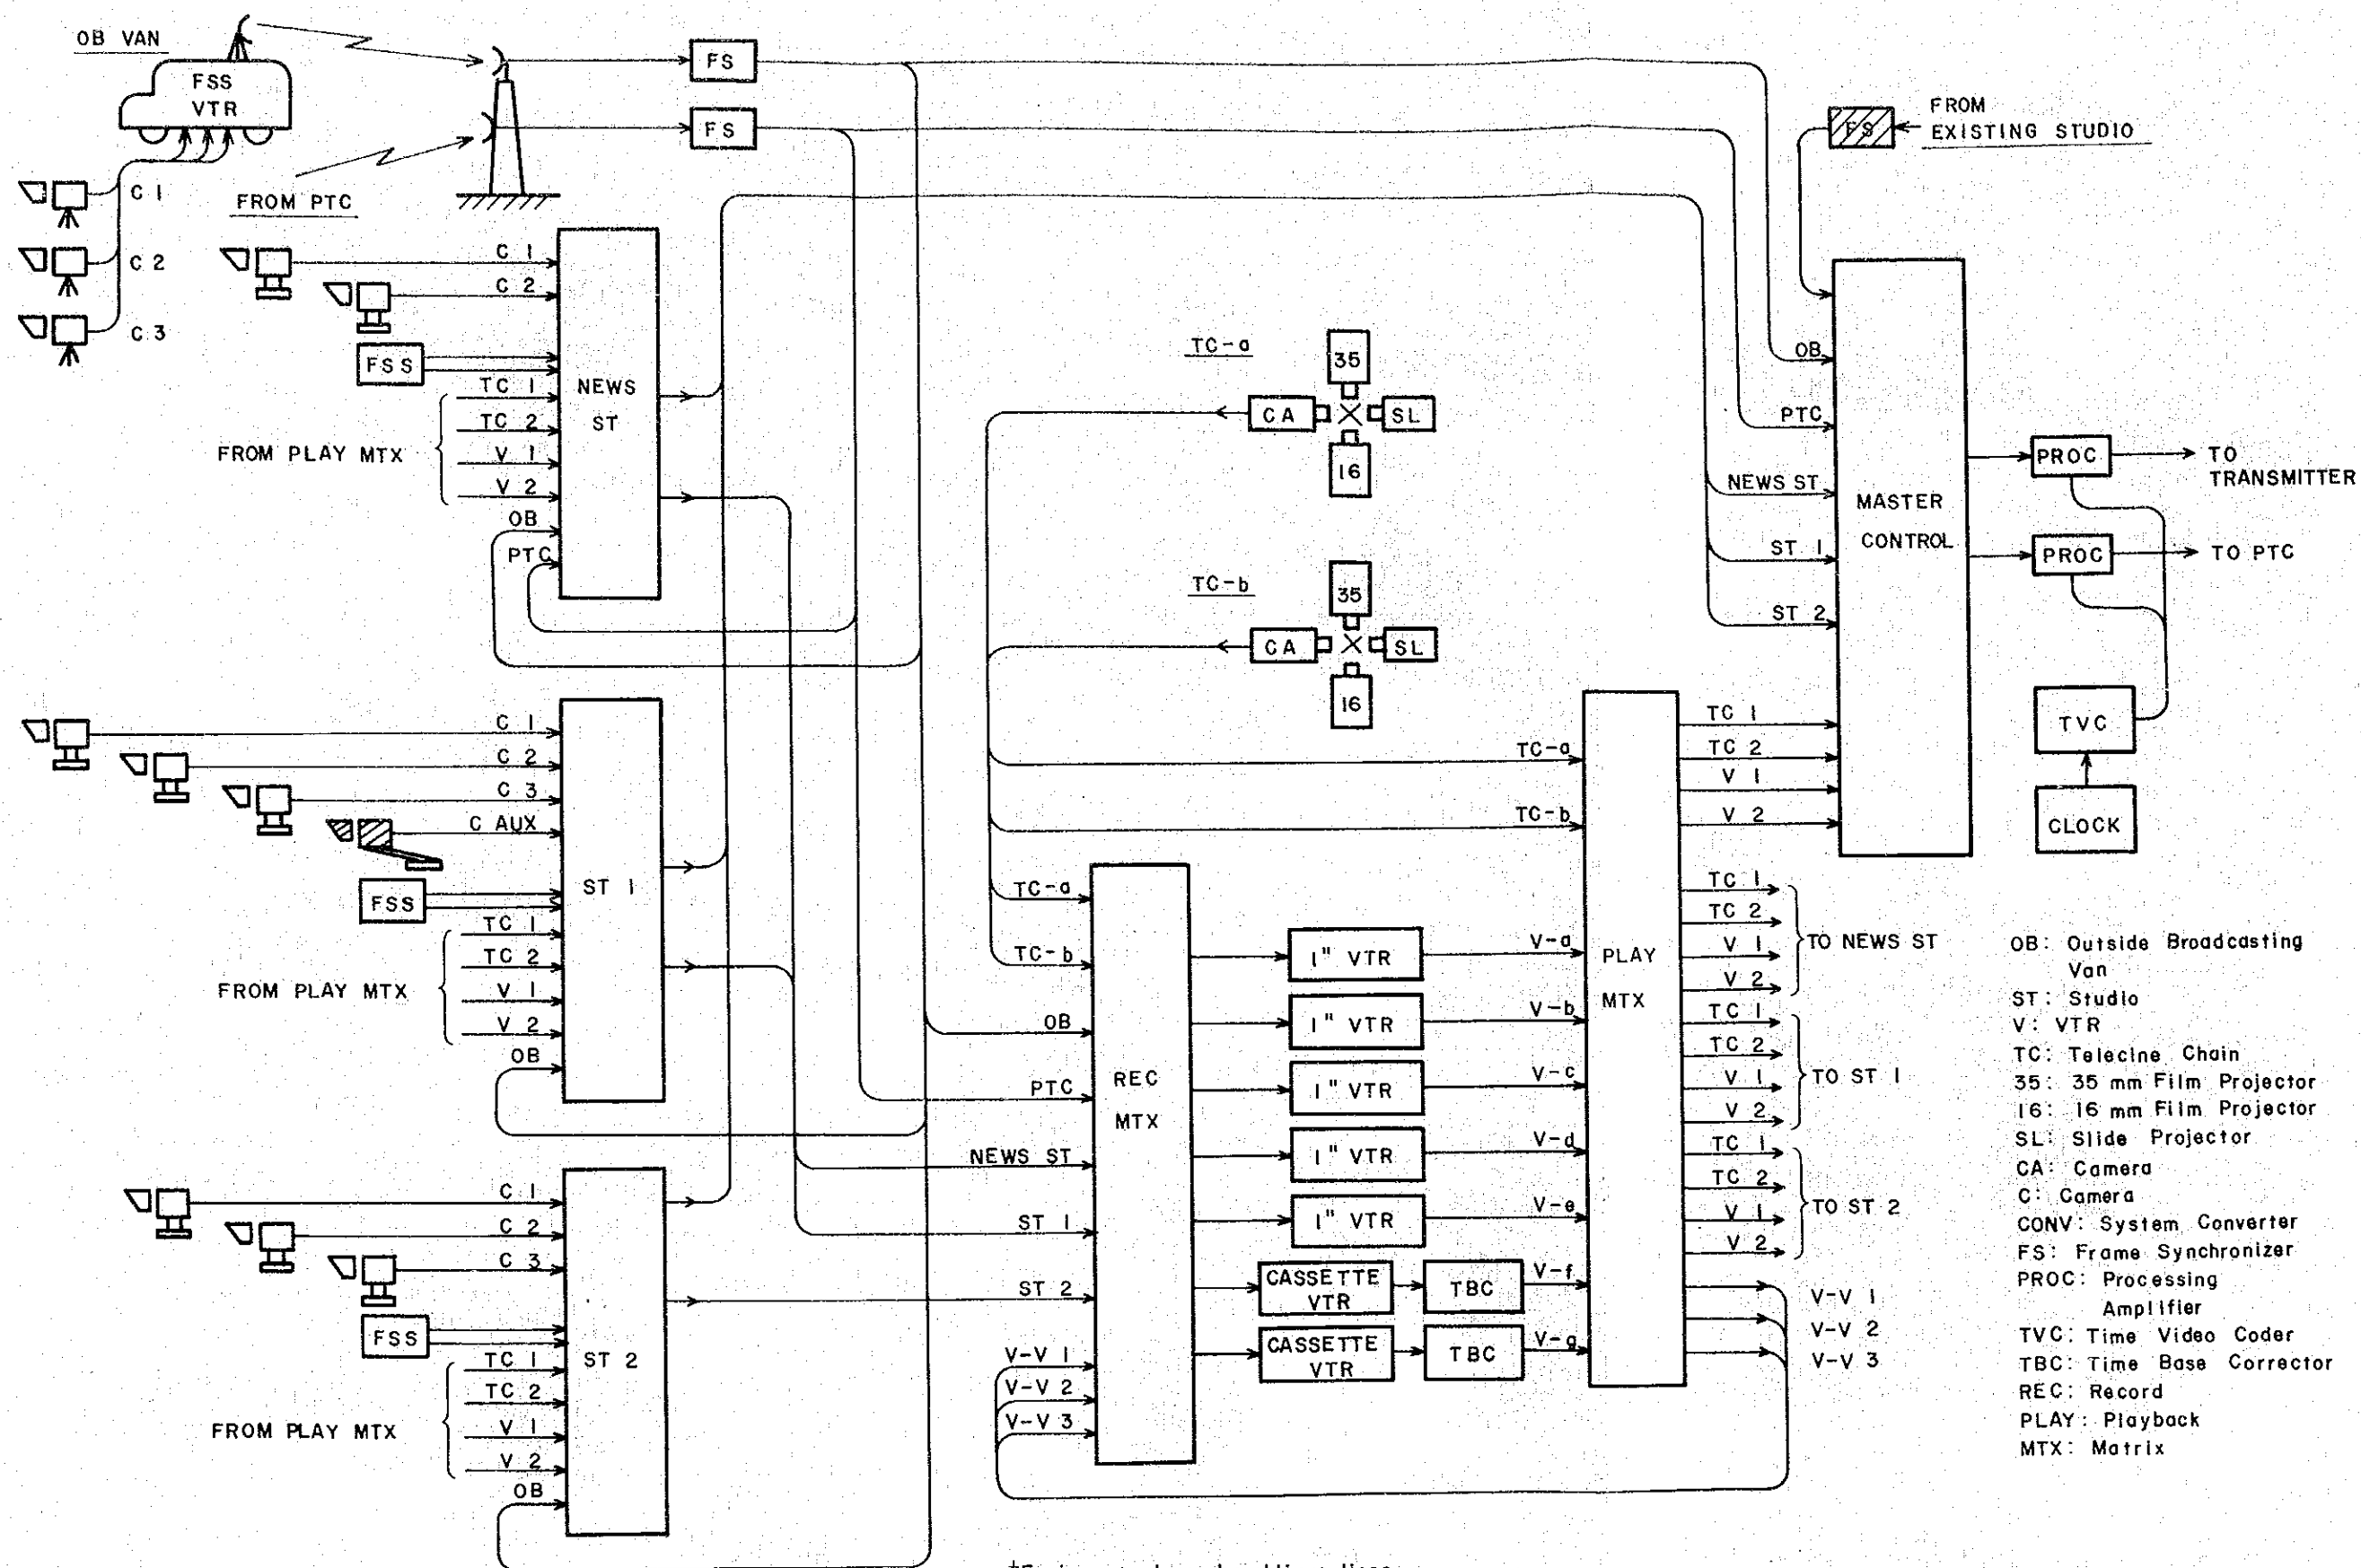 OB VAN
FSS
VTR
C 1
C 2
C 3
FROM PTC
FS
FS
FS
FROM
EXISTING STUDIO
C 1
C 2
FSS
TC 1
TC 2
V 1
V 2
FROM PLAY MTX
OB
PTC
NEWS
ST
C 1
C 2
C 3
C AUX
FSS
TC 1
TC 2
V 1
V 2
FROM PLAY MTX
OB
ST 1
C 1
C 2
C 3
FSS
TC 1
TC 2
V 1
V 2
FROM PLAY MTX
OB
ST 2
TC-a
35
CA
SL
16
TC-b
35
CA
SL
16
TC-a
TC-b
TC-a
TC-b
OB
PTC
NEWS ST
ST 1
ST 2
V-V 1
V-V 2
V-V 3
REC
MTX
1" VTR
1" VTR
1" VTR
1" VTR
1" VTR
CASSETTE
VTR
TBC
CASSETTE
VTR
TBC
V-a
V-b
V-c
V-d
V-e
V-f
V-g
PLAY
MTX
OB
PTC
NEWS ST
ST 1
ST 2
TC 1
TC 2
V 1
V 2
MASTER
CONTROL
PROC
TO
TRANSMITTER
PROC
TO PTC
TVC
CLOCK
TC 1
TC 2
V 1
V 2
TO NEWS ST
TC 1
TC 2
V 1
V 2
TO ST 1
TC 1
TC 2
V 1
V 2
TO ST 2
V-V 1
V-V 2
V-V 3
OB: Outside Broadcasting
Van
ST: Studio
V: VTR
TC: Telecine Chain
35: 35 mm Film Projector
16: 16 mm Film Projector
SL: Slide Projector
CA: Camera
C: Camera
CONV: System Converter
FS: Frame Synchronizer
PROC: Processing
Amplifier
TVC: Time Video Coder
TBC: Time Base Corrector
REC: Record
PLAY: Playback
MTX: Matrix